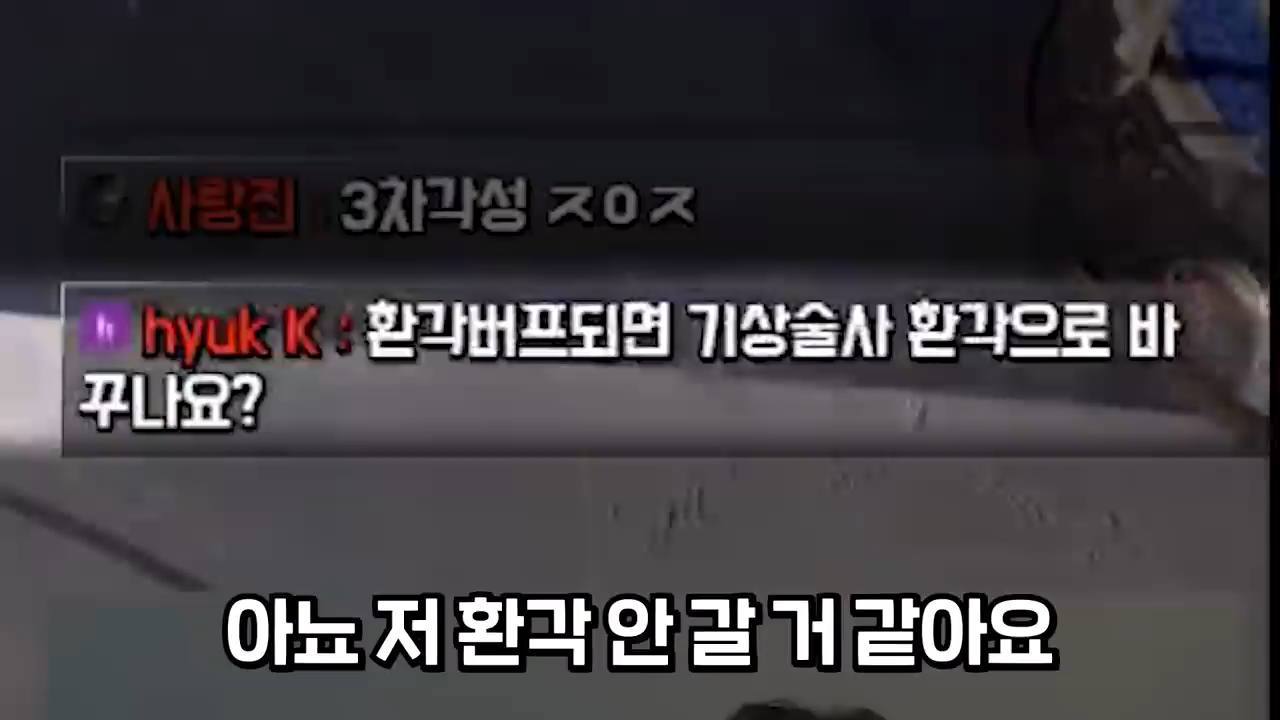 사랑진 : 3차각성 ㅈㅇㅈ
h hyuk K : 환각버프되면 기상술사 환각으로 바
꾸나요?
아뇨 저 환각 안 갈 거 같아요